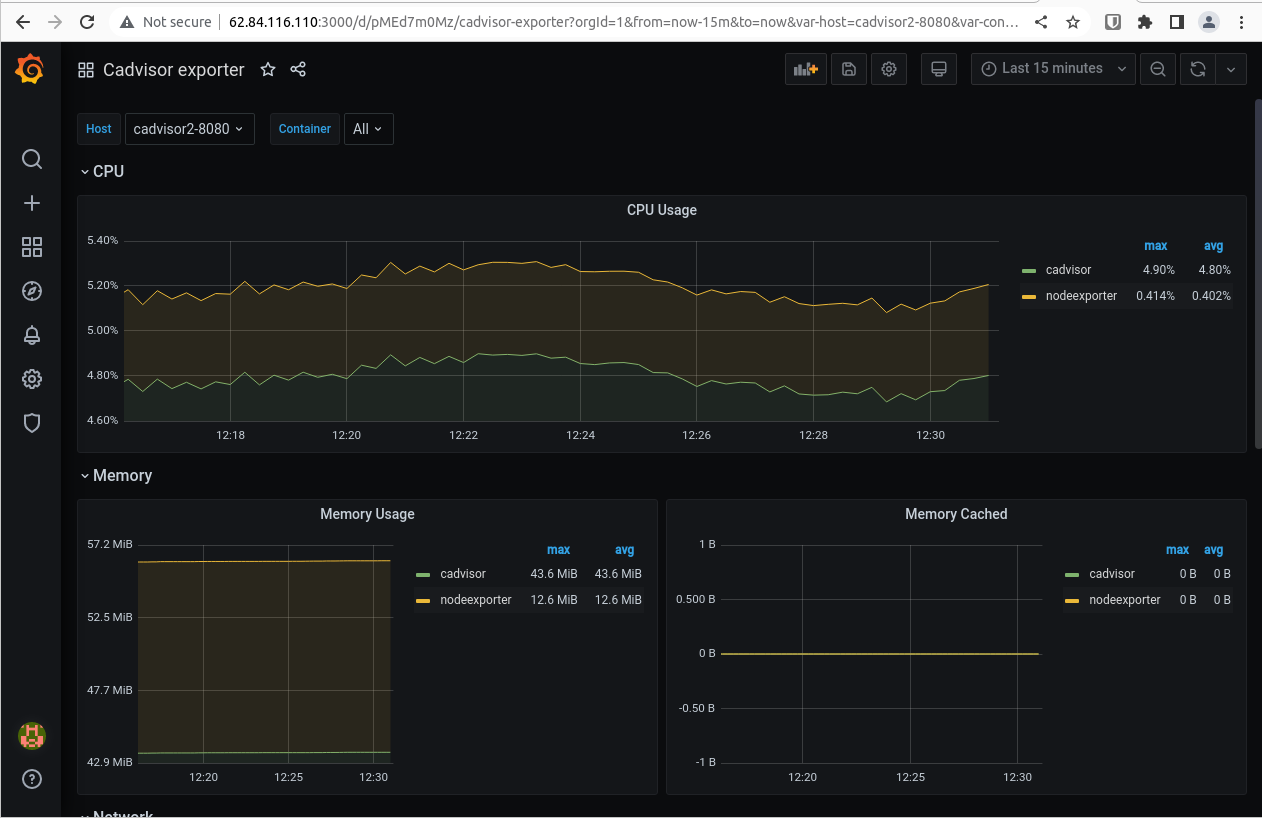 Not secure | 62.84.116.110:3000/d/pMEd7m0Mz/cadvisor-exporter?orgId=1&from=now-15m&to=now&var-host=cadvisor2-8080&var-con...
Cadvisor exporter
Last 15 minutes
Host cadvisor2-8080 Container All
CPU
CPU Usage
5.40%
5.20%
5.00%
4.80%
4.60%
12:18 12:20 12:22 12:24 12:26 12:28 12:30
max avg
cadvisor 4.90% 4.80%
nodeexporter 0.414% 0.402%
Memory
Memory Usage
57.2 MiB
52.5 MiB
47.7 MiB
42.9 MiB
12:20 12:25 12:30
max avg
cadvisor 43.6 MiB 43.6 MiB
nodeexporter 12.6 MiB 12.6 MiB
Memory Cached
1 B
0.500 B
0 B
-0.50 B
-1 B
12:20 12:25 12:30
max avg
cadvisor 0 B 0 B
nodeexporter 0 B 0 B
Network